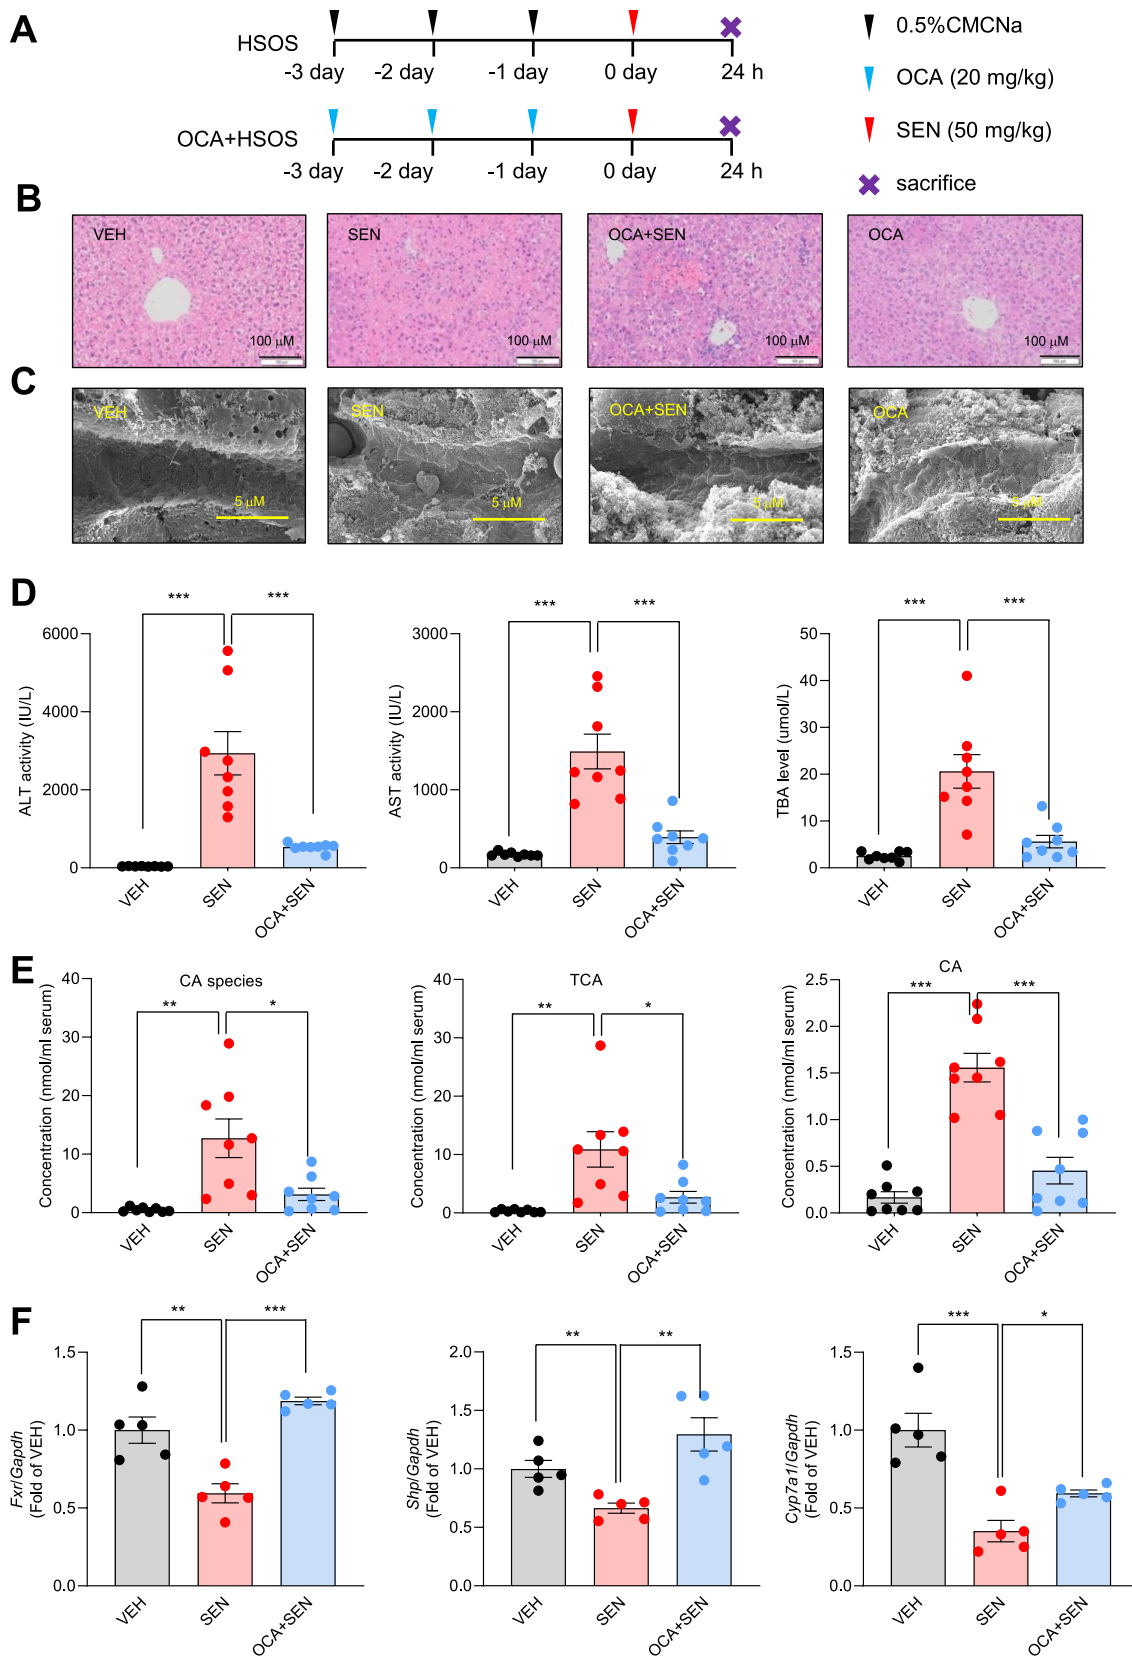 A
HSOS
-3 day
-2 day
-1 day
0 day
24 h
OCA+HSOS
-3 day
-2 day
-1 day
0 day
24 h
0.5%CMCNa
OCA (20 mg/kg)
SEN (50 mg/kg)
sacrifice
B
VEH
100 μM
SEN
100 μM
OCA+SEN
100 μM
OCA
100 μM
C
VEH
5 μM
SEN
5 μM
OCA+SEN
5 μM
OCA
5 μM
D
ALT activity (IU/L)
6000
4000
2000
0
***
***
VEH
SEN
OCA+SEN
AST activity (IU/L)
3000
2000
1000
0
***
***
VEH
SEN
OCA+SEN
TBA level (umol/L)
50
40
30
20
10
0
***
***
VEH
SEN
OCA+SEN
E
CA species
Concentration (nmol/ml serum)
40
30
20
10
0
**
*
VEH
SEN
OCA+SEN
TCA
Concentration (nmol/ml serum)
40
30
20
10
0
**
*
VEH
SEN
OCA+SEN
CA
Concentration (nmol/ml serum)
2.5
2.0
1.5
1.0
0.5
0.0
***
***
VEH
SEN
OCA+SEN
F
Fxr/Gapdh
(Fold of VEH)
1.5
1.0
0.5
0.0
**
***
VEH
SEN
OCA+SEN
Shp/Gapdh
(Fold of VEH)
2.0
1.5
1.0
0.5
0.0
**
**
VEH
SEN
OCA+SEN
Cyp7a1/Gapdh
(Fold of VEH)
1.5
1.0
0.5
0.0
***
*
VEH
SEN
OCA+SEN